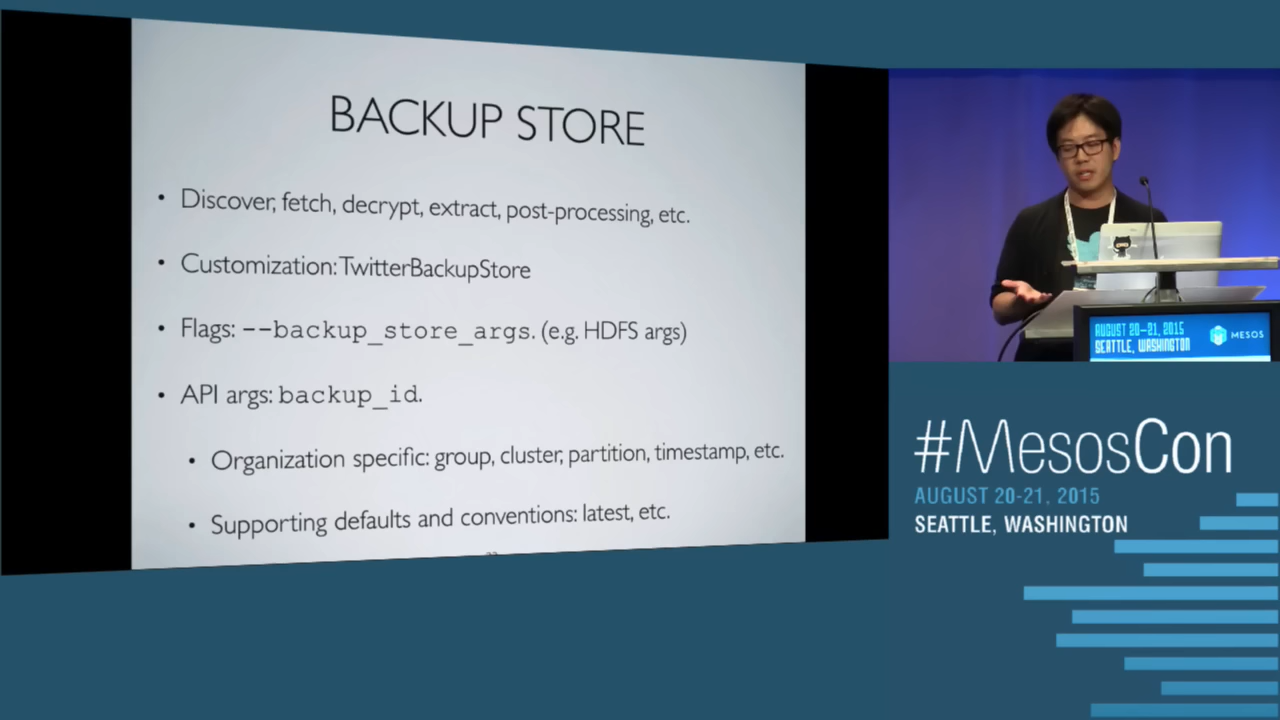 BACKUP STORE
• Discover, fetch, decrypt, extract, post-processing, etc.
• Customization: TwitterBackupStore
• Flags: --backup_store_args. (e.g. HDFS args)
• API args: backup_id.
• Organization specific: group, cluster, partition, timestamp, etc.
• Supporting defaults and conventions: latest, etc.
AUGUST 20-21, 2015
SEATTLE, WASHINGTON
MESOS
#MesosCon
AUGUST 20-21, 2015
SEATTLE, WASHINGTON